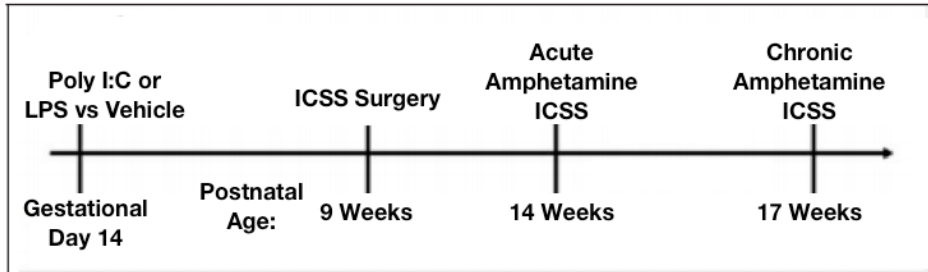 Poly I:C or
LPS vs Vehicle
ICSS Surgery
Acute
Amphetamine
ICSS
Chronic
Amphetamine
ICSS
Gestational
Day 14
Postnatal
Age:
9 Weeks
14 Weeks
17 Weeks